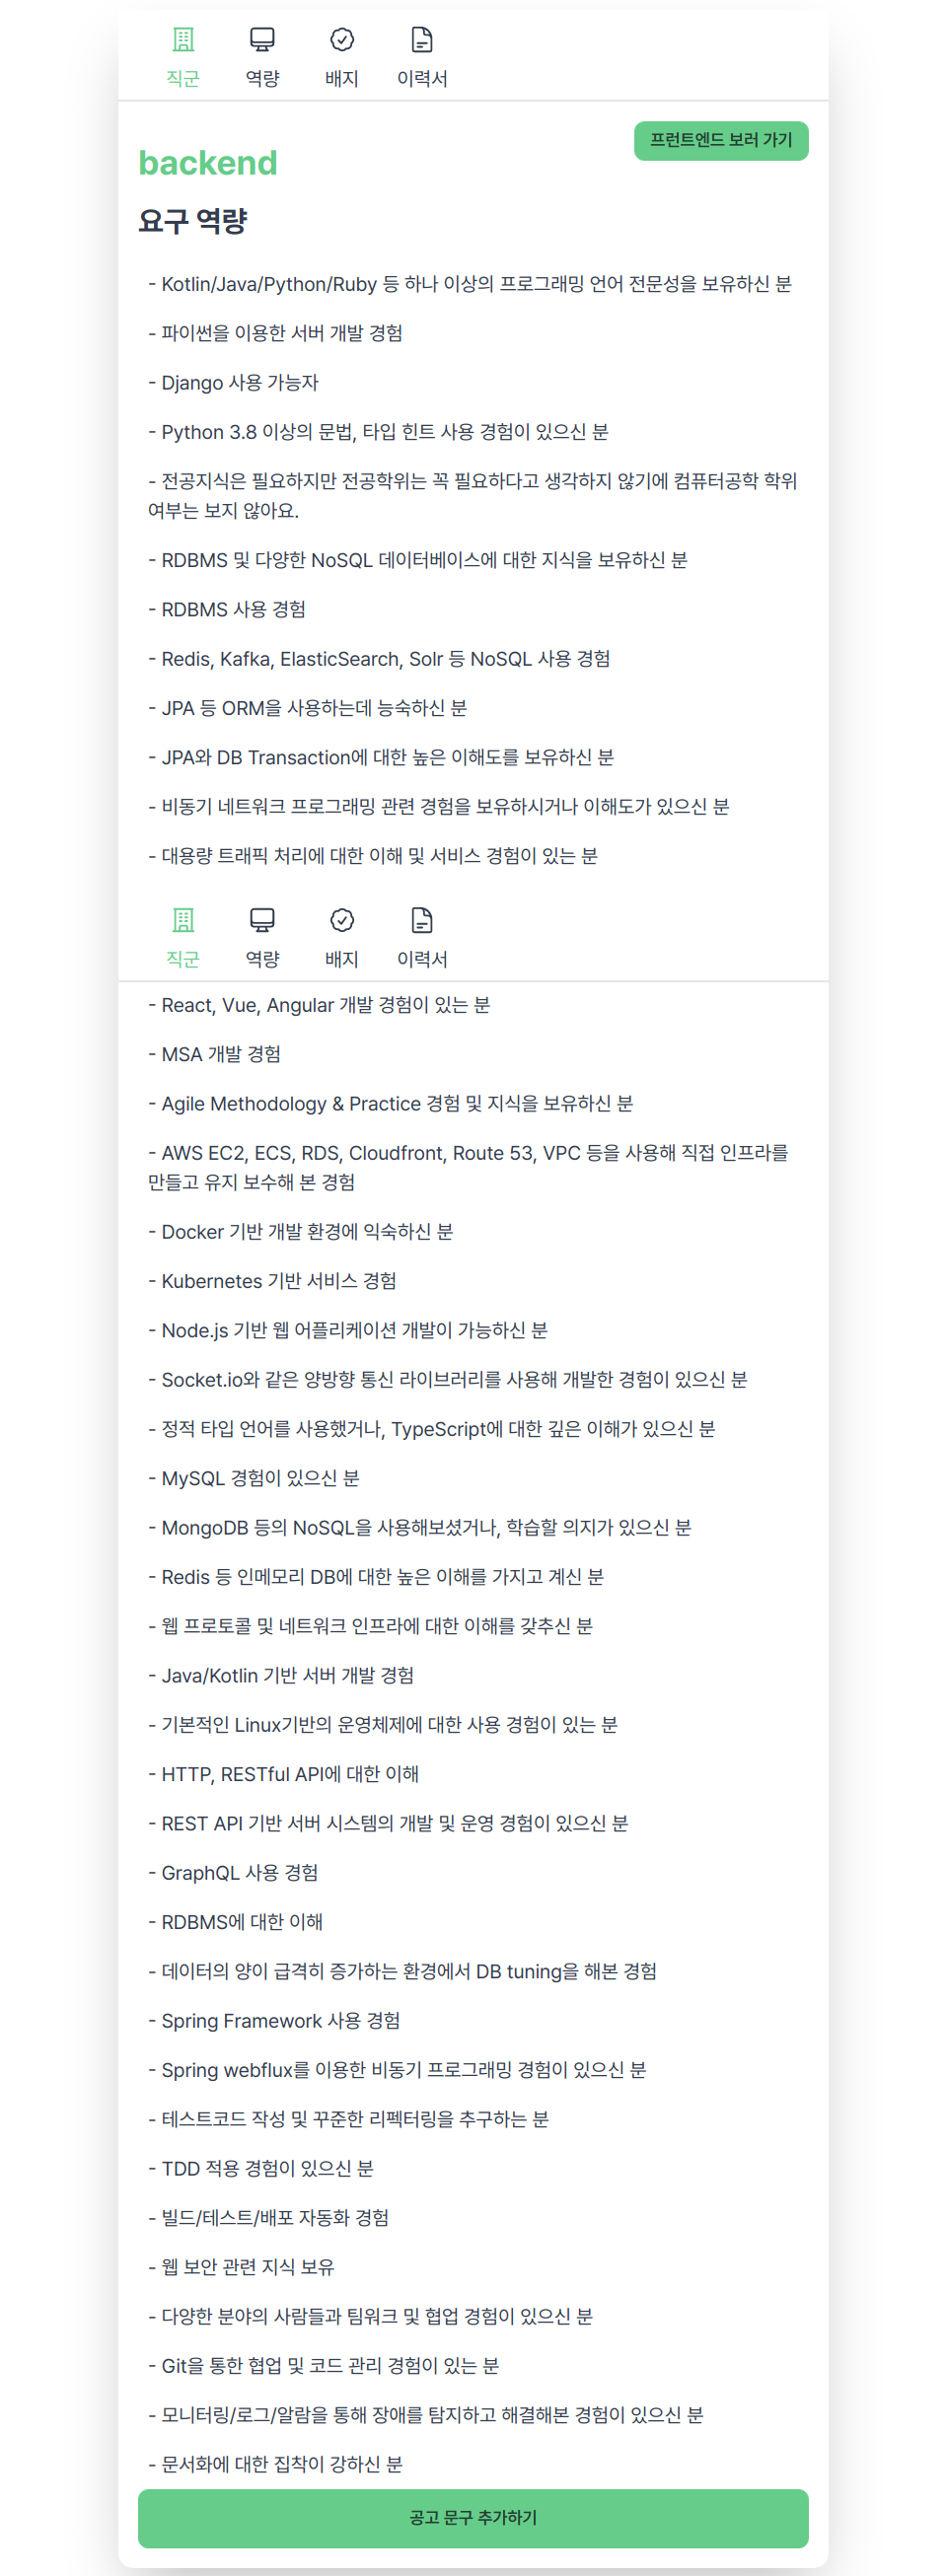 직군 역량 배지 이력서
프런트엔드 보러 가기
backend
요구 역량
- Kotlin/Java/Python/Ruby 등 하나 이상의 프로그래밍 언어 전문성을 보유하신 분
- 파이썬을 이용한 서버 개발 경험
- Django 사용 가능자
- Python 3.8 이상의 문법, 타입 힌트 사용 경험이 있으신 분
- 전공지식은 필요하지만 전공학위는 꼭 필요하다고 생각하지 않기에 컴퓨터공학 학위
여부는 보지 않아요.
- RDBMS 및 다양한 NoSQL 데이터베이스에 대한 지식을 보유하신 분
- RDBMS 사용 경험
- Redis, Kafka, ElasticSearch, Solr 등 NoSQL 사용 경험
- JPA 등 ORM을 사용하는데 능숙하신 분
- JPA와 DB Transaction에 대한 높은 이해도를 보유하신 분
- 비동기 네트워크 프로그래밍 관련 경험을 보유하시거나 이해도가 있으신 분
- 대용량 트래픽 처리에 대한 이해 및 서비스 경험이 있는 분
직군 역량 배지 이력서
- React, Vue, Angular 개발 경험이 있는 분
- MSA 개발 경험
- Agile Methodology & Practice 경험 및 지식을 보유하신 분
- AWS EC2, ECS, RDS, Cloudfront, Route 53, VPC 등을 사용해 직접 인프라를
만들고 유지 보수해 본 경험
- Docker 기반 개발 환경에 익숙하신 분
- Kubernetes 기반 서비스 경험
- Node.js 기반 웹 어플리케이션 개발이 가능하신 분
- Socket.io와 같은 양방향 통신 라이브러리를 사용해 개발한 경험이 있으신 분
- 정적 타입 언어를 사용했거나, TypeScript에 대한 깊은 이해가 있으신 분
- MySQL 경험이 있으신 분
- MongoDB 등의 NoSQL을 사용해보셨거나, 학습할 의지가 있으신 분
- Redis 등 인메모리 DB에 대한 높은 이해를 가지고 계신 분
- 웹 프로토콜 및 네트워크 인프라에 대한 이해를 갖추신 분
- Java/Kotlin 기반 서버 개발 경험
- 기본적인 Linux기반의 운영체제에 대한 사용 경험이 있는 분
- HTTP, RESTful API에 대한 이해
- REST API 기반 서버 시스템의 개발 및 운영 경험이 있으신 분
- GraphQL 사용 경험
- RDBMS에 대한 이해
- 데이터의 양이 급격히 증가하는 환경에서 DB tuning을 해본 경험
- Spring Framework 사용 경험
- Spring webflux를 이용한 비동기 프로그래밍 경험이 있으신 분
- 테스트코드 작성 및 꾸준한 리펙터링을 추구하는 분
- TDD 적용 경험이 있으신 분
- 빌드/테스트/배포 자동화 경험
- 웹 보안 관련 지식 보유
- 다양한 분야의 사람들과 팀워크 및 협업 경험이 있으신 분
- Git을 통한 협업 및 코드 관리 경험이 있는 분
- 모니터링/로그/알람을 통해 장애를 탐지하고 해결해본 경험이 있으신 분
- 문서화에 대한 집착이 강하신 분
공고 문구 추가하기